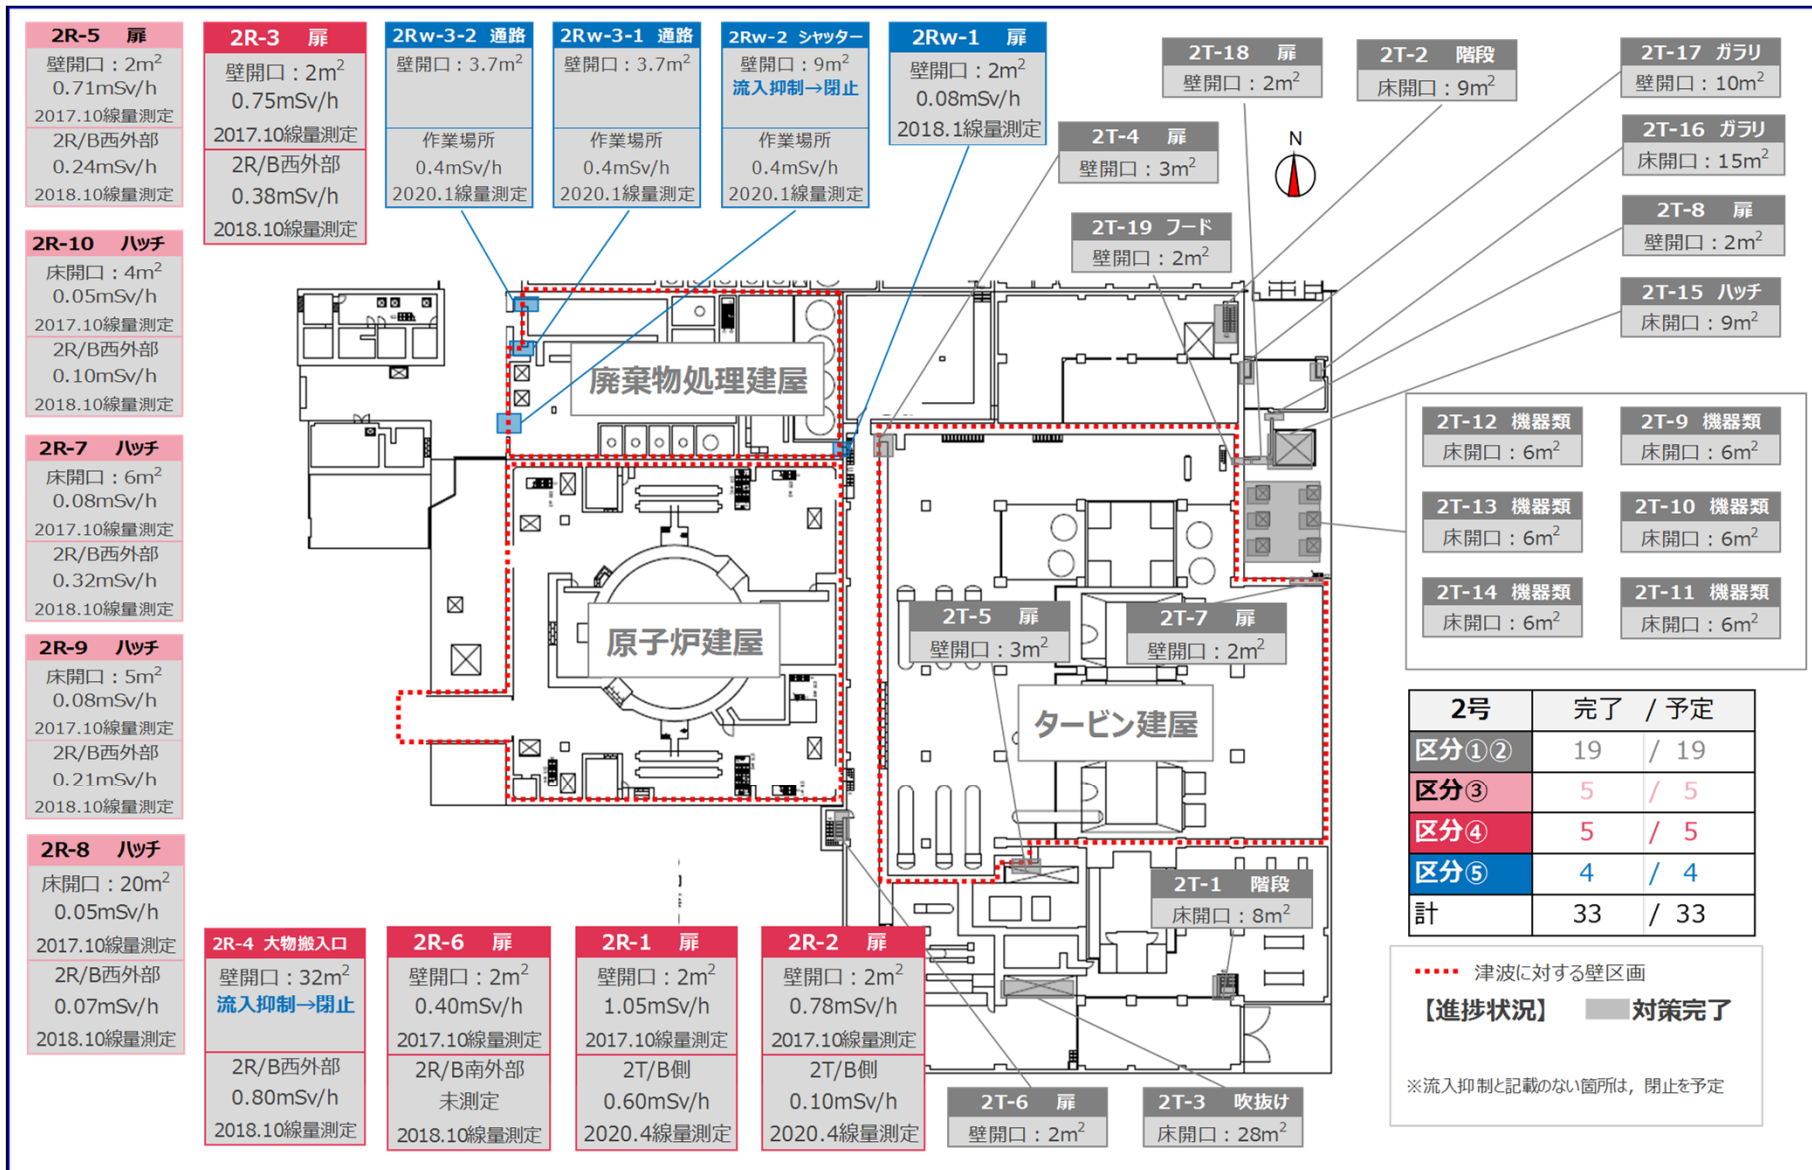 2R-5 扉
壁開口：2m²
0.71mSv/h
2017.10線量測定
2R/B西外部
0.24mSv/h
2018.10線量測定
2R-3 扉
壁開口：2m²
0.75mSv/h
2017.10線量測定
2R/B西外部
0.38mSv/h
2018.10線量測定
2Rw-3-2 通路
壁開口：3.7m²
作業場所
0.4mSv/h
2020.1線量測定
2Rw-3-1 通路
壁開口：3.7m²
作業場所
0.4mSv/h
2020.1線量測定
2Rw-2 シャッター
壁開口：9m²
流入抑制→閉止
作業場所
0.4mSv/h
2020.1線量測定
2Rw-1 扉
壁開口：2m²
0.08mSv/h
2018.1線量測定
2T-18 扉
壁開口：2m²
2T-2 階段
床開口：9m²
2T-17 ガラリ
壁開口：10m²
2T-4 扉
壁開口：3m²
N
2T-16 ガラリ
床開口：15m²
2T-19 フード
壁開口：2m²
2T-8 扉
壁開口：2m²
2T-15 ハッチ
床開口：9m²
2R-10 ハッチ
床開口：4m²
0.05mSv/h
2017.10線量測定
2R/B西外部
0.10mSv/h
2018.10線量測定
廃棄物処理建屋
2T-12 機器類
床開口：6m²
2T-9 機器類
床開口：6m²
2T-13 機器類
床開口：6m²
2T-10 機器類
床開口：6m²
2T-14 機器類
床開口：6m²
2T-11 機器類
床開口：6m²
2R-7 ハッチ
床開口：6m²
0.08mSv/h
2017.10線量測定
2R/B西外部
0.32mSv/h
2018.10線量測定
原子炉建屋
2T-5 扉
壁開口：3m²
2T-7 扉
壁開口：2m²
タービン建屋
2R-9 ハッチ
床開口：5m²
0.08mSv/h
2017.10線量測定
2R/B西外部
0.21mSv/h
2018.10線量測定
2号 完了 / 予定
区分①② 19 / 19
区分③ 5 / 5
区分④ 5 / 5
区分⑤ 4 / 4
計 33 / 33
2R-8 ハッチ
床開口：20m²
0.05mSv/h
2017.10線量測定
2R/B西外部
0.07mSv/h
2018.10線量測定
2T-1 階段
床開口：8m²
2R-4 大物搬入口
壁開口：32m²
流入抑制→閉止
2R/B西外部
0.80mSv/h
2018.10線量測定
2R-6 扉
壁開口：2m²
0.40mSv/h
2017.10線量測定
2R/B南外部
未測定
2018.10線量測定
2R-1 扉
壁開口：2m²
1.05mSv/h
2017.10線量測定
2T/B側
0.60mSv/h
2020.4線量測定
2R-2 扉
壁開口：2m²
0.78mSv/h
2017.10線量測定
2T/B側
0.10mSv/h
2020.4線量測定
2T-6 扉
壁開口：2m²
2T-3 吹抜け
床開口：28m²
津波に対する壁区画
【進捗状況】 対策完了
※流入抑制と記載のない箇所は，閉止を予定